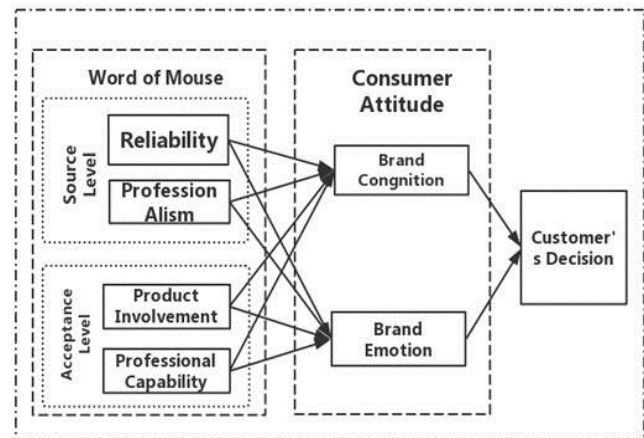 Word of Mouse
Source
Level
Reliability
Profession
Alism
Acceptance
Level
Product
Involvement
Professional
Capability
Consumer
Attitude
Brand
Congnition
Brand
Emotion
Customer'
s Decision